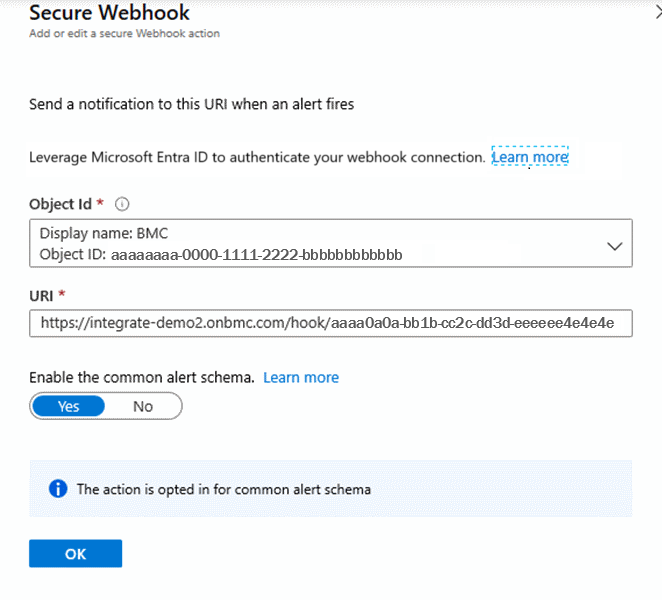 Secure Webhook
Add or edit a secure Webhook action
Send a notification to this URI when an alert fires
Leverage Microsoft Entra ID to authenticate your webhook connection. Learn more
Object Id *
Display name: BMC
Object ID: aaaaaaaa-0000-1111-2222-bbbbbbbbbbbb
URI *
https://integrate-demo2.onbmc.com/hook/aaaa0a0a-bb1b-cc2c-dd3d-eeeeee4e4e4e
Enable the common alert schema. Learn more
Yes No
The action is opted in for common alert schema
OK